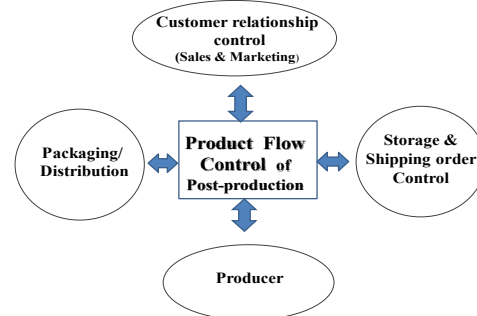 Customer relationship
control
(Sales & Marketing)
Packaging/
Distribution
Product Flow
Control of
Post-production
Storage &
Shipping order
Control
Producer